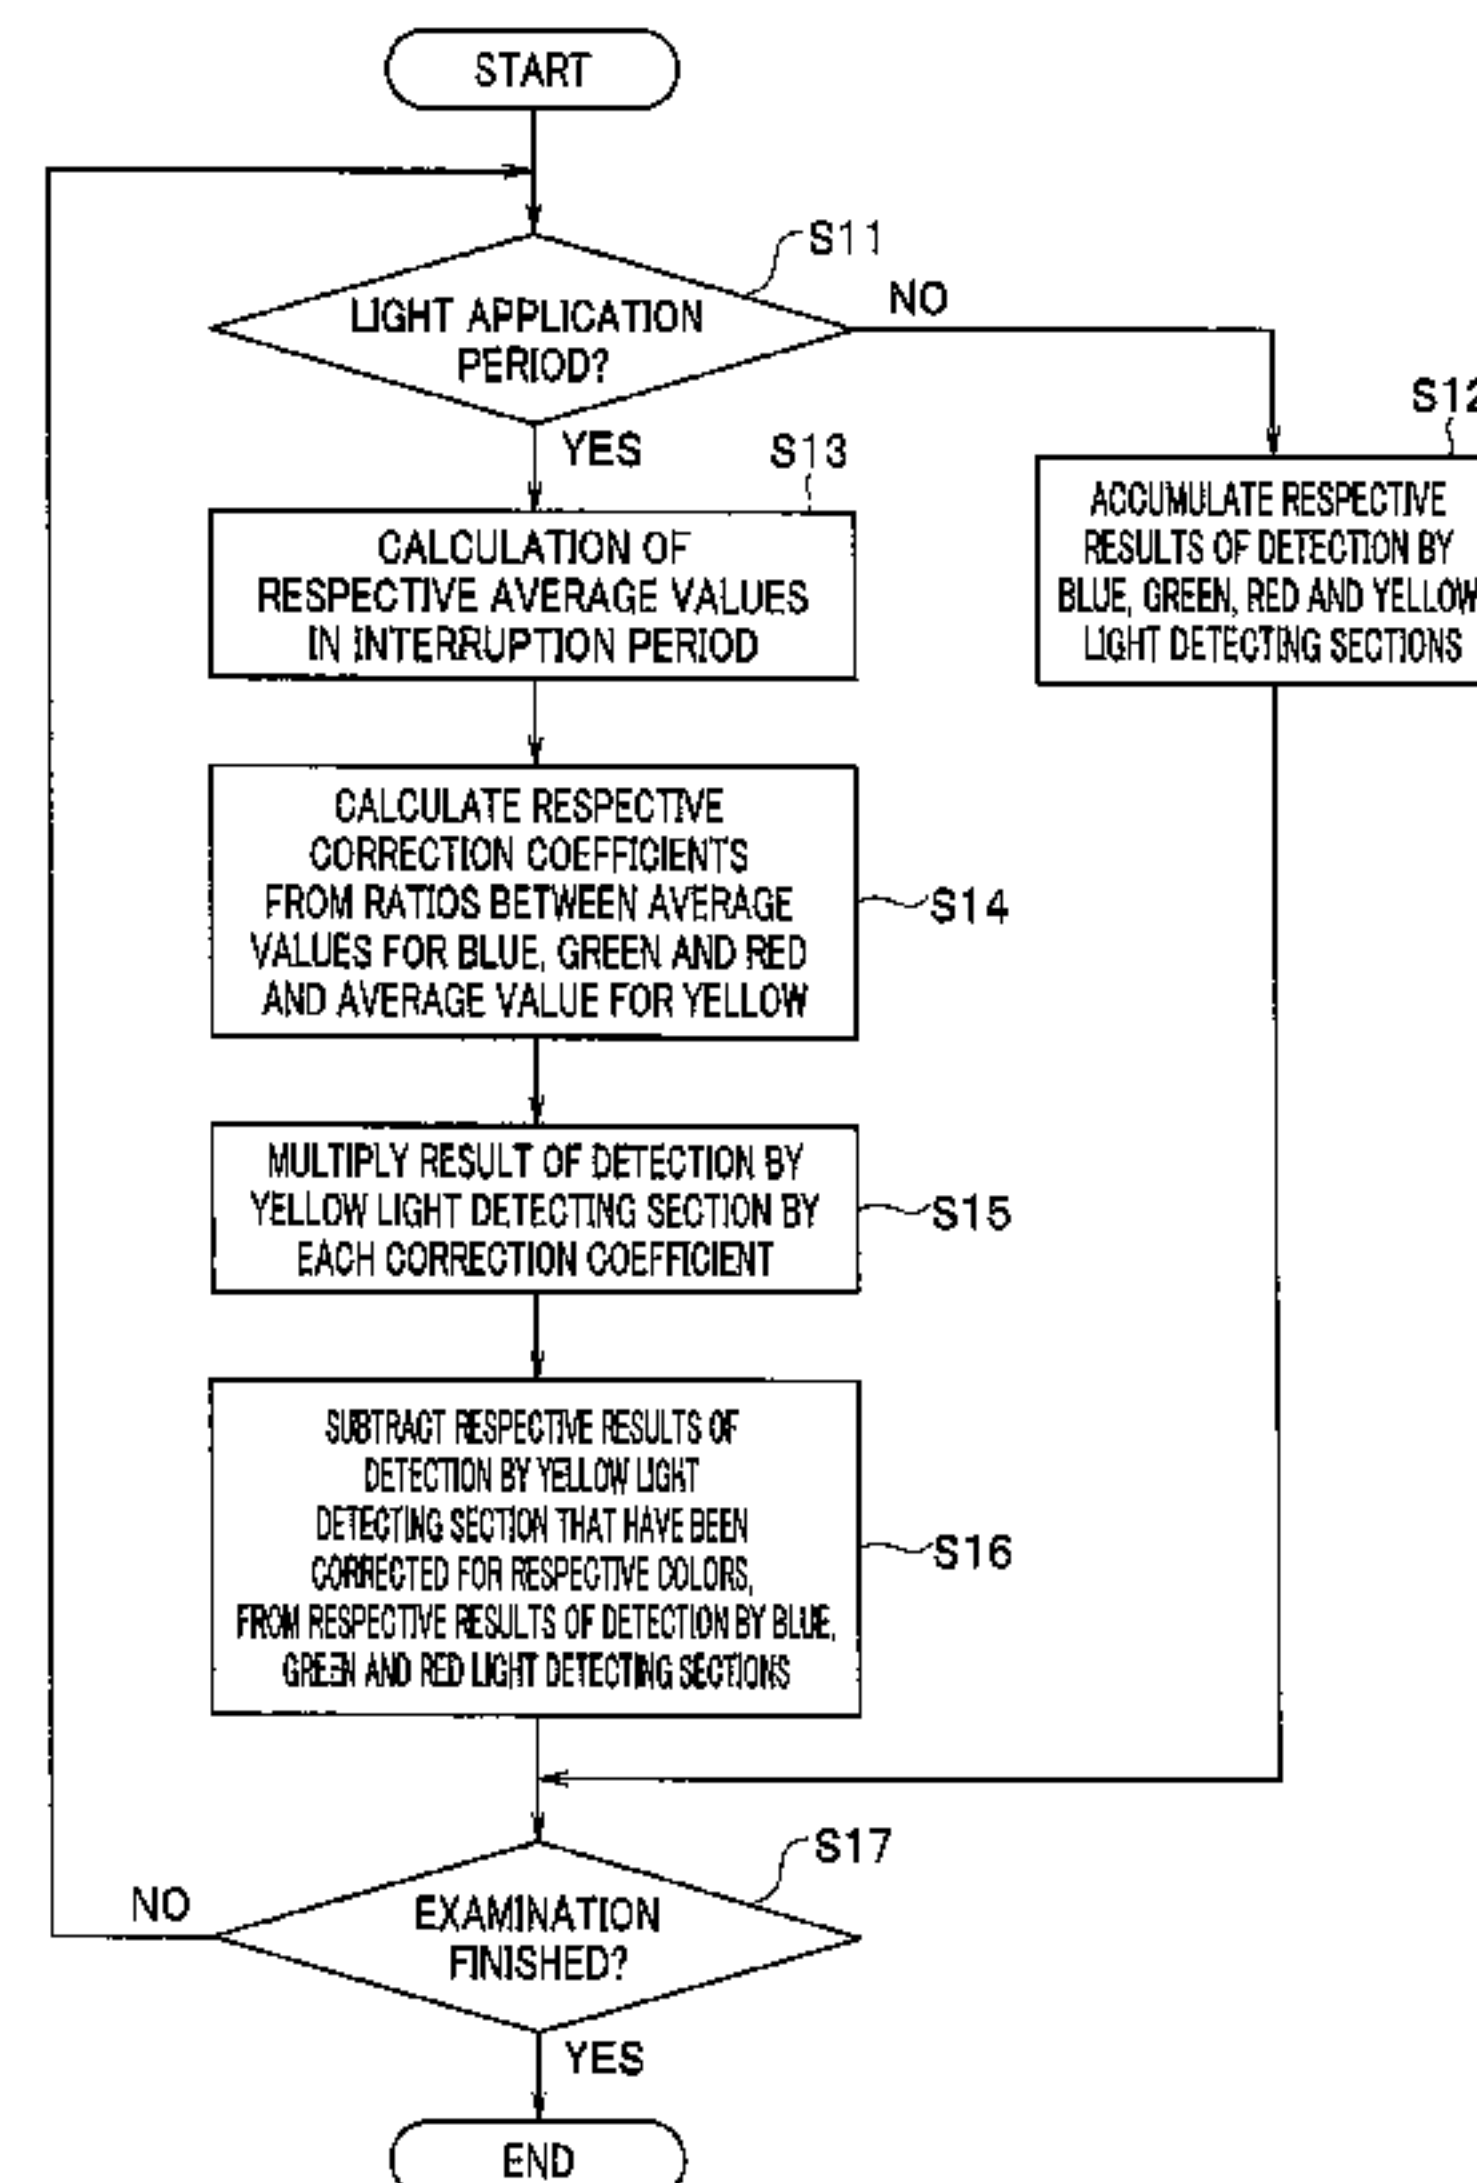 START
S11
LIGHT APPLICATION
PERIOD?
NO
YES
S12
ACCUMULATE RESPECTIVE
RESULTS OF DETECTION BY
BLUE, GREEN, RED AND YELLOW
LIGHT DETECTING SECTIONS
S13
CALCULATION OF
RESPECTIVE AVERAGE VALUES
IN INTERRUPTION PERIOD
CALCULATE RESPECTIVE
CORRECTION COEFFICIENTS
FROM RATIOS BETWEEN AVERAGE
VALUES FOR BLUE, GREEN AND RED
AND AVERAGE VALUE FOR YELLOW
S14
MULTIPLY RESULT OF DETECTION BY
YELLOW LIGHT DETECTING SECTION BY
EACH CORRECTION COEFFICIENT
S15
SUBTRACT RESPECTIVE RESULTS OF
DETECTION BY YELLOW LIGHT
DETECTING SECTION THAT HAVE BEEN
CORRECTED FOR RESPECTIVE COLORS,
FROM RESPECTIVE RESULTS OF DETECTION BY BLUE,
GREEN AND RED LIGHT DETECTING SECTIONS
S16
S17
NO
EXAMINATION
FINISHED?
YES
END